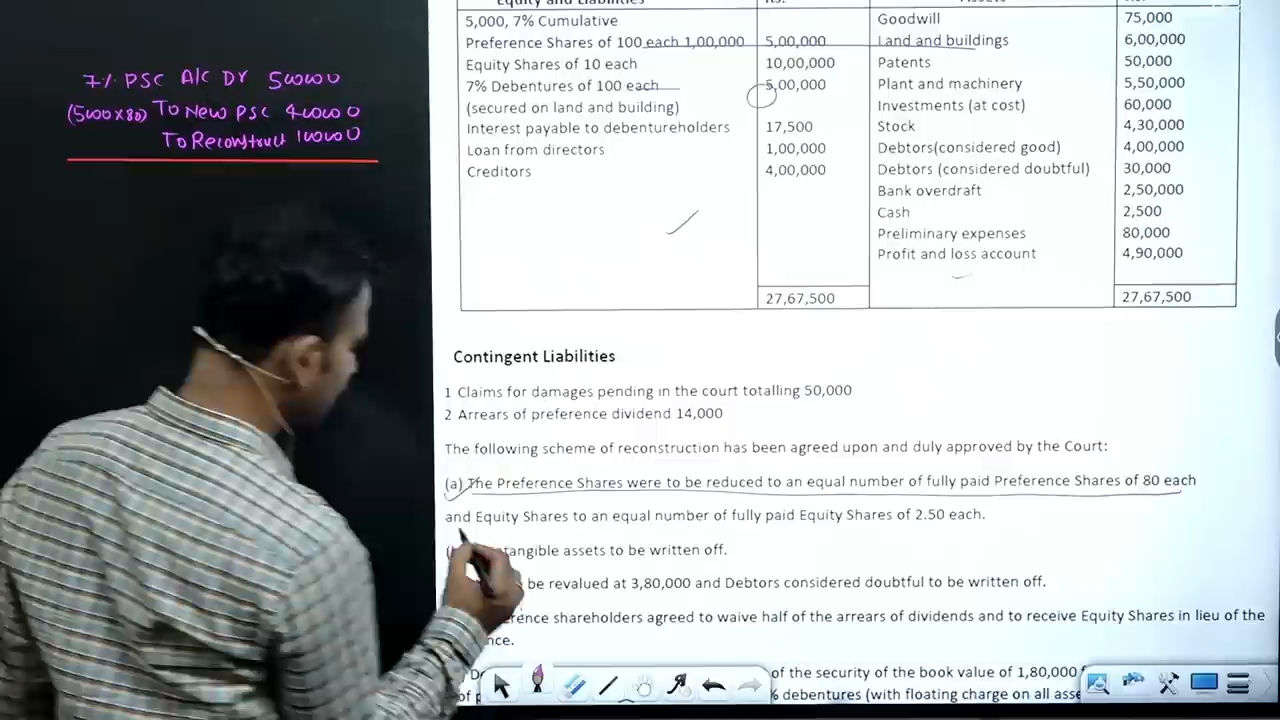 Equity and Liabilities Rs. Assets Rs.
5,000, 7% Cumulative
Preference Shares of 100 each 1,00,000 5,00,000
Equity Shares of 10 each 10,00,000
7% Debentures of 100 each 5,00,000
(secured on land and building)
Interest payable to debentureholders 17,500
Loan from directors 1,00,000
Creditors 4,00,000
27,67,500
Goodwill 75,000
Land and buildings 6,00,000
Patents 50,000
Plant and machinery 5,50,000
Investments (at cost) 60,000
Stock 4,30,000
Debtors(considered good) 4,00,000
Debtors (considered doubtful) 30,000
Bank overdraft 2,50,000
Cash 2,500
Preliminary expenses 80,000
Profit and loss account 4,90,000
27,67,500
7% PSC A/C Dr 500000
(5000x80) To New PSC 400000
To Reconstruct 100000
Contingent Liabilities
1 Claims for damages pending in the court totalling 50,000
2 Arrears of preference dividend 14,000
The following scheme of reconstruction has been agreed upon and duly approved by the Court:
(a) The Preference Shares were to be reduced to an equal number of fully paid Preference Shares of 80 each
and Equity Shares to an equal number of fully paid Equity Shares of 2.50 each.
tangible assets to be written off.
be revalued at 3,80,000 and Debtors considered doubtful to be written off.
shareholders agreed to waive half of the arrears of dividends and to receive Equity Shares in lieu of the
of the security of the book value of 1,80,000
of % debentures (with floating charge on all